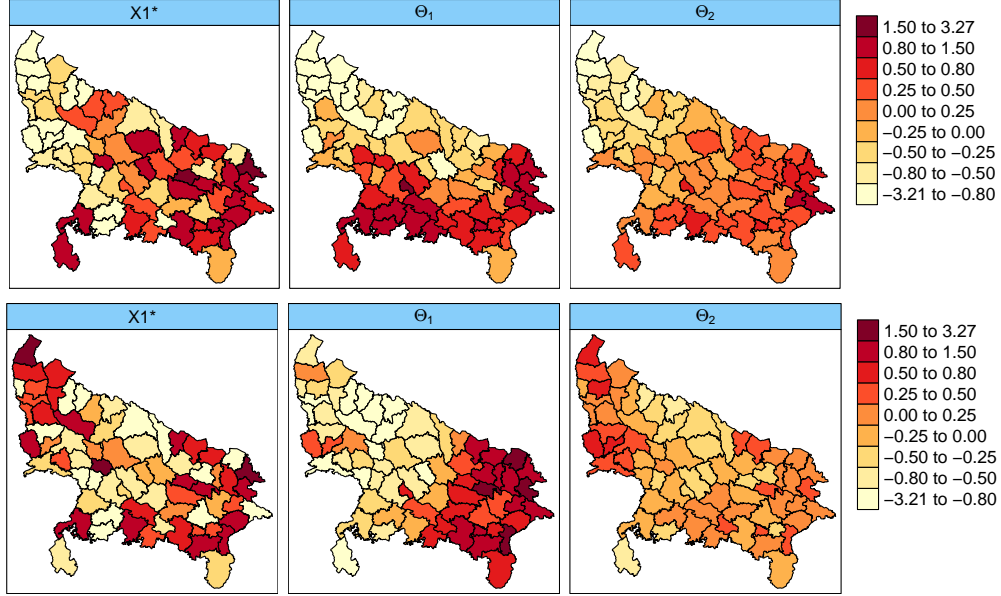 X1* Θ1 Θ2
1.50 to 3.27
0.80 to 1.50
0.50 to 0.80
0.25 to 0.50
0.00 to 0.25
−0.25 to 0.00
−0.50 to −0.25
−0.80 to −0.50
−3.21 to −0.80
X1* Θ1 Θ2
1.50 to 3.27
0.80 to 1.50
0.50 to 0.80
0.25 to 0.50
0.00 to 0.25
−0.25 to 0.00
−0.50 to −0.25
−0.80 to −0.50
−3.21 to −0.80